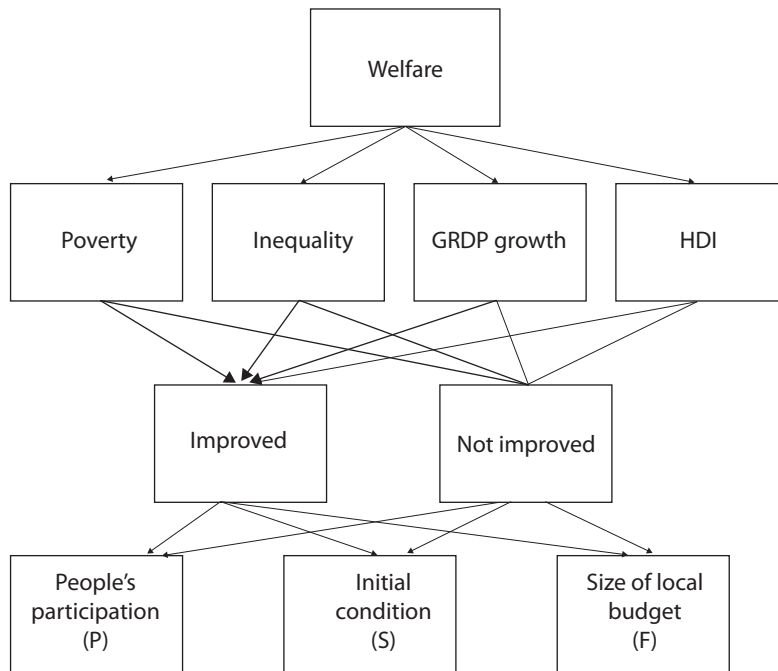 Welfare
Poverty
Inequality
GRDP growth
HDI
Improved
Not improved
People’s
participation
(P)
Initial
condition
(S)
Size of local
budget
(F)